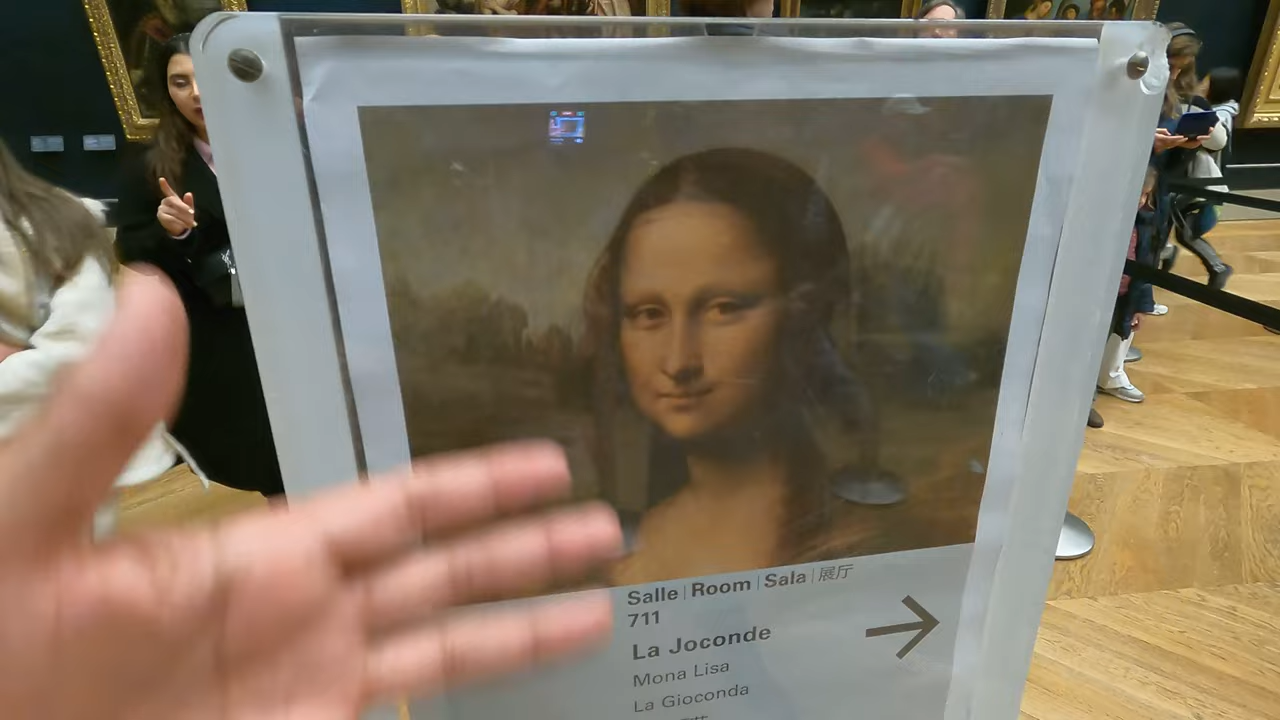 Salle | Room | Sala | 展厅
711
La Joconde
Mona Lisa
La Gioconda